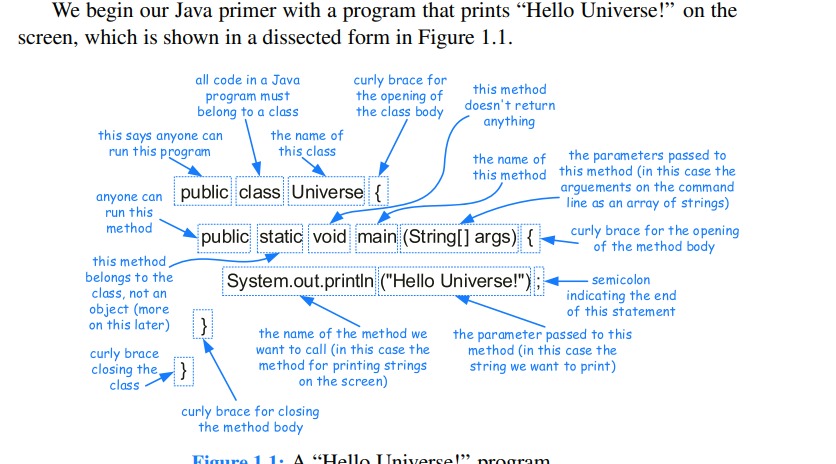 We begin our Java primer with a program that prints “Hello Universe!” on the
screen, which is shown in a dissected form in Figure 1.1.
all code in a Java
program must
belong to a class
curly brace for
the opening of
the class body
this method
doesn't return
anything
this says anyone can
run this program
the name of
this class
the name of
this method
the parameters passed to
this method (in this case the
arguements on the command
line as an array of strings)
public class Universe {
anyone can
run this
method
public static void main (String[] args) {
curly brace for the opening
of the method body
this method
belongs to the
class, not an
object (more
on this later)
System.out.println ("Hello Universe!") ;
semicolon
indicating the end
of this statement
}
the name of the method we
want to call (in this case the
method for printing strings
on the screen)
the parameter passed to this
method (in this case the
string we want to print)
curly brace
closing the
class
}
curly brace for closing
the method body
Figure 1.1: A “Hello Universe!” program